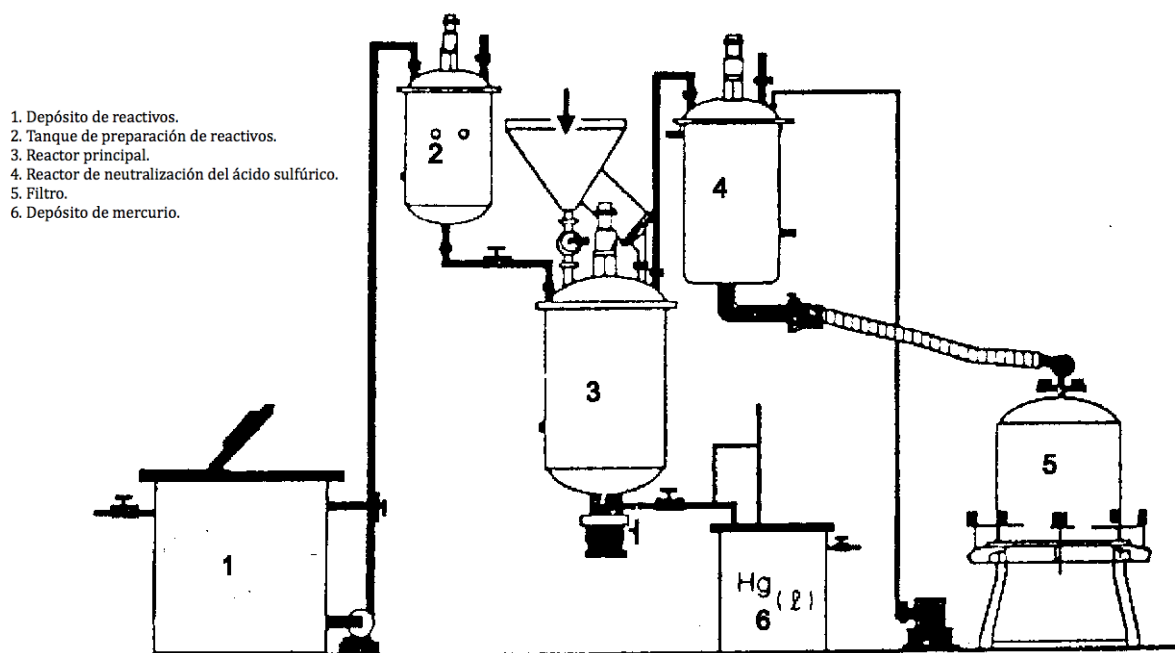 1. Depósito de reactivos.
2. Tanque de preparación de reactivos.
3. Reactor principal.
4. Reactor de neutralización del ácido sulfúrico.
5. Filtro.
6. Depósito de mercurio.
2
4
3
5
1
Hg (ℓ)
6